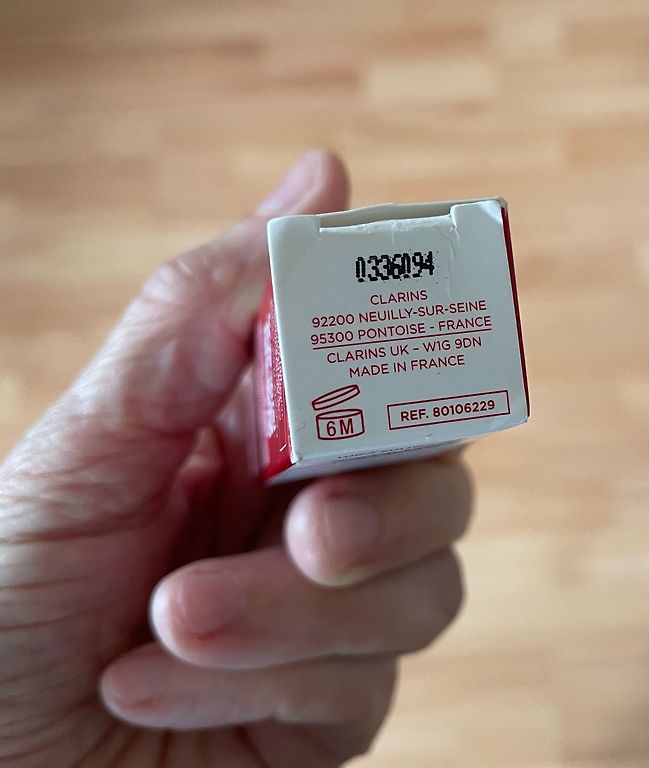 0336094
CLARINS
92200 NEUILLY-SUR-SEINE
95300 PONTOISE - FRANCE
CLARINS UK - W1G 9DN
MADE IN FRANCE
6M
REF. 80106229